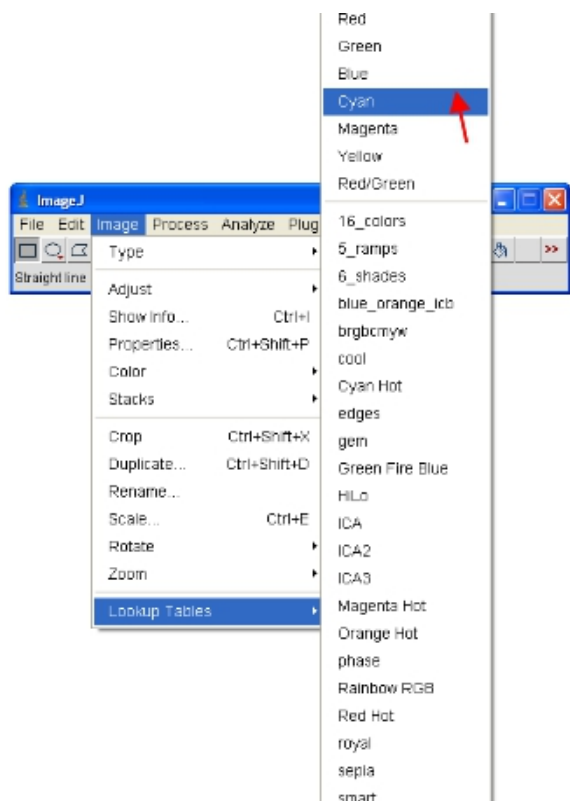 ImageJ
File Edit Image Process Analyze Plug
>>
Straight line
Type
Adjust
Show Info... Ctrl+I
Properties... Ctrl+Shift+P
Color
Stacks
Crop Ctrl+Shift+X
Duplicate... Ctrl+Shift+D
Rename...
Scale... Ctrl+E
Rotate
Zoom
Lookup Tables
Red
Green
Blue
Cyan
Magenta
Yellow
Red/Green
16_colors
5_ramps
6_shades
blue_orange_icb
brgbcmyw
cool
Cyan Hot
edges
gem
Green Fire Blue
HiLo
ICA
ICA2
ICA3
Magenta Hot
Orange Hot
phase
Rainbow RGB
Red Hot
royal
sepia
smart